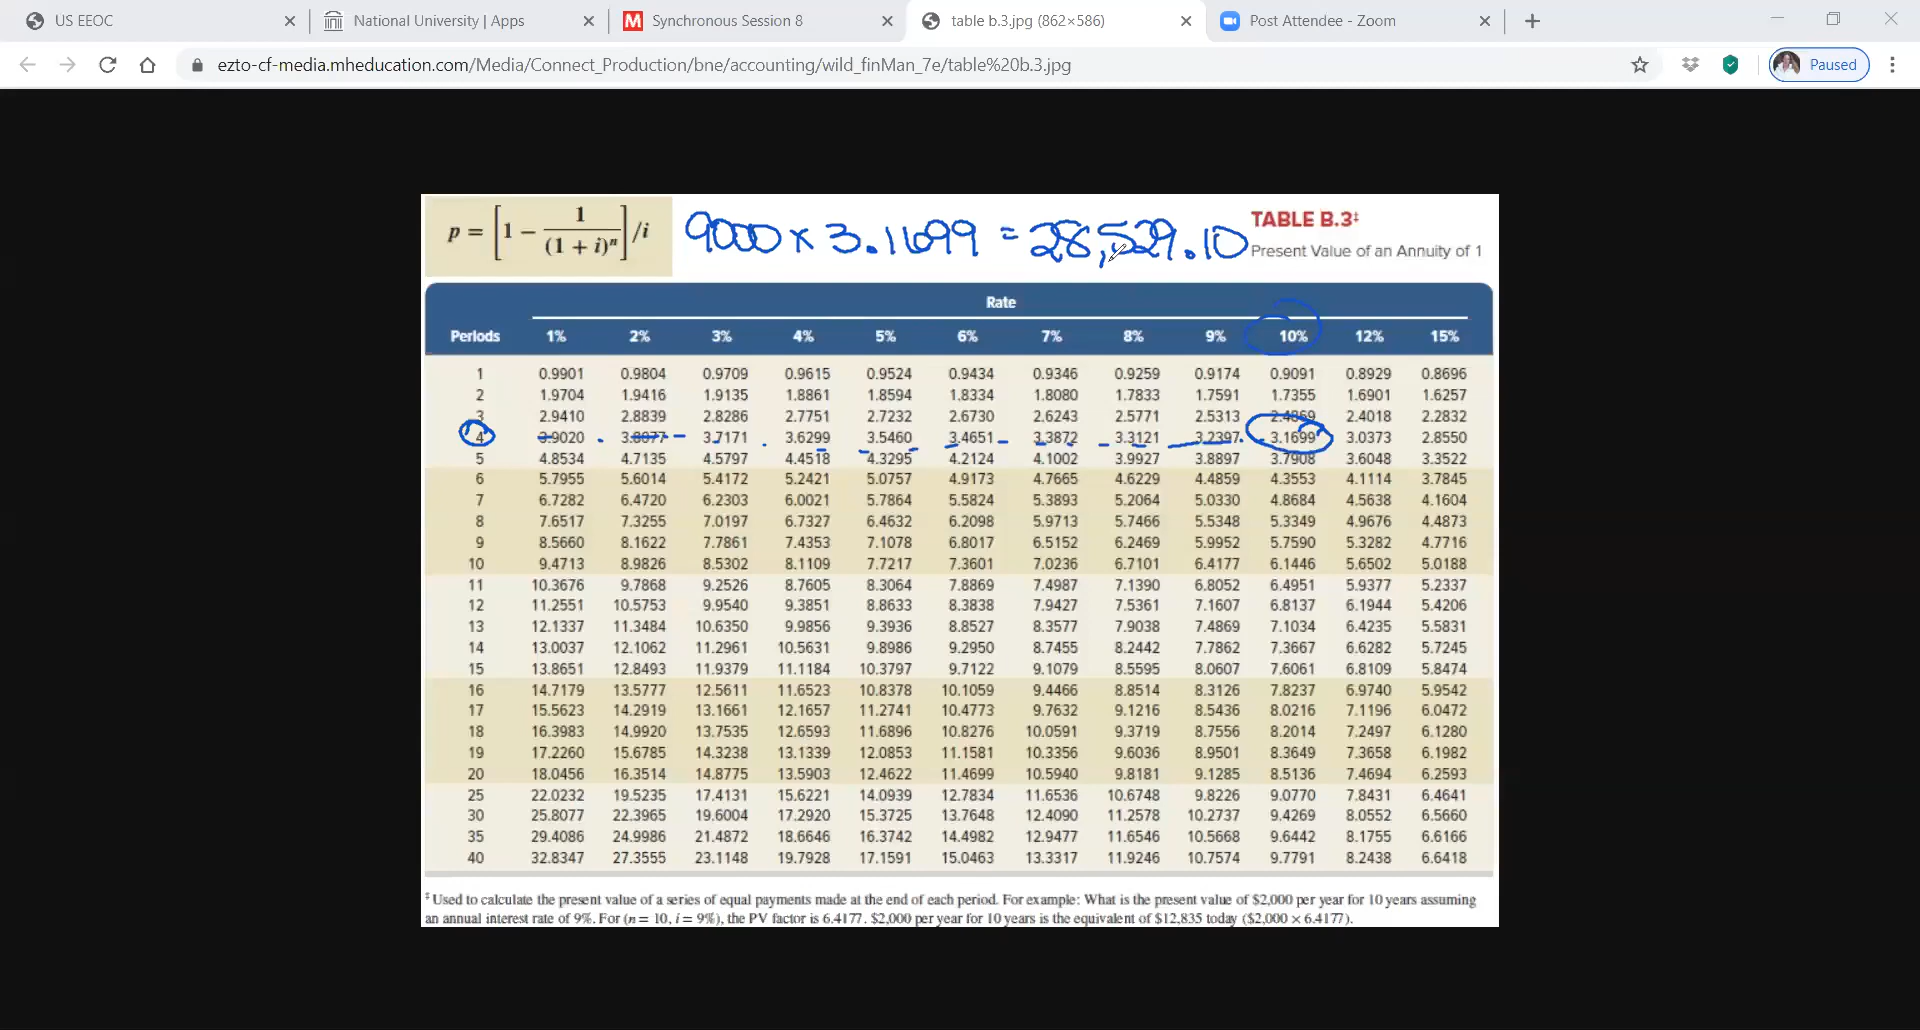 US EEOC
National University | Apps
M Synchronous Session 8
table b.3.jpg (862×586)
Post Attendee - Zoom
ezto-cf-media.mheducation.com/Media/Connect_Production/bne/accounting/wild_finMan_7e/table%20b.3.jpg
Paused
p = [1 − 1/(1 + i)ⁿ]/i
9000 x 3.1699 = 28,529.10
TABLE B.3‡
Present Value of an Annuity of 1
Rate
Periods 1% 2% 3% 4% 5% 6% 7% 8% 9% 10% 12% 15%
1 0.9901 0.9804 0.9709 0.9615 0.9524 0.9434 0.9346 0.9259 0.9174 0.9091 0.8929 0.8696
2 1.9704 1.9416 1.9135 1.8861 1.8594 1.8334 1.8080 1.7833 1.7591 1.7355 1.6901 1.6257
3 2.9410 2.8839 2.8286 2.7751 2.7232 2.6730 2.6243 2.5771 2.5313 2.4869 2.4018 2.2832
4 3.9020 3.8077 3.7171 3.6299 3.5460 3.4651 3.3872 3.3121 3.2397 3.1699 3.0373 2.8550
5 4.8534 4.7135 4.5797 4.4518 4.3295 4.2124 4.1002 3.9927 3.8897 3.7908 3.6048 3.3522
6 5.7955 5.6014 5.4172 5.2421 5.0757 4.9173 4.7665 4.6229 4.4859 4.3553 4.1114 3.7845
7 6.7282 6.4720 6.2303 6.0021 5.7864 5.5824 5.3893 5.2064 5.0330 4.8684 4.5638 4.1604
8 7.6517 7.3255 7.0197 6.7327 6.4632 6.2098 5.9713 5.7466 5.5348 5.3349 4.9676 4.4873
9 8.5660 8.1622 7.7861 7.4353 7.1078 6.8017 6.5152 6.2469 5.9952 5.7590 5.3282 4.7716
10 9.4713 8.9826 8.5302 8.1109 7.7217 7.3601 7.0236 6.7101 6.4177 6.1446 5.6502 5.0188
11 10.3676 9.7868 9.2526 8.7605 8.3064 7.8869 7.4987 7.1390 6.8052 6.4951 5.9377 5.2337
12 11.2551 10.5753 9.9540 9.3851 8.8633 8.3838 7.9427 7.5361 7.1607 6.8137 6.1944 5.4206
13 12.1337 11.3484 10.6350 9.9856 9.3936 8.8527 8.3577 7.9038 7.4869 7.1034 6.4235 5.5831
14 13.0037 12.1062 11.2961 10.5631 9.8986 9.2950 8.7455 8.2442 7.7862 7.3667 6.6282 5.7245
15 13.8651 12.8493 11.9379 11.1184 10.3797 9.7122 9.1079 8.5595 8.0607 7.6061 6.8109 5.8474
16 14.7179 13.5777 12.5611 11.6523 10.8378 10.1059 9.4466 8.8514 8.3126 7.8237 6.9740 5.9542
17 15.5623 14.2919 13.1661 12.1657 11.2741 10.4773 9.7632 9.1216 8.5436 8.0216 7.1196 6.0472
18 16.3983 14.9920 13.7535 12.6593 11.6896 10.8276 10.0591 9.3719 8.7556 8.2014 7.2497 6.1280
19 17.2260 15.6785 14.3238 13.1339 12.0853 11.1581 10.3356 9.6036 8.9501 8.3649 7.3658 6.1982
20 18.0456 16.3514 14.8775 13.5903 12.4622 11.4699 10.5940 9.8181 9.1285 8.5136 7.4694 6.2593
25 22.0232 19.5235 17.4131 15.6221 14.0939 12.7834 11.6536 10.6748 9.8226 9.0770 7.8431 6.4641
30 25.8077 22.3965 19.6004 17.2920 15.3725 13.7648 12.4090 11.2578 10.2737 9.4269 8.0552 6.5660
35 29.4086 24.9986 21.4872 18.6646 16.3742 14.4982 12.9477 11.6546 10.5668 9.6442 8.1755 6.6166
40 32.8347 27.3555 23.1148 19.7928 17.1591 15.0463 13.3317 11.9246 10.7574 9.7791 8.2438 6.6418
‡ Used to calculate the present value of a series of equal payments made at the end of each period. For example: What is the present value of $2,000 per year for 10 years assuming
an annual interest rate of 9%. For (n = 10, i = 9%), the PV factor is 6.4177. $2,000 per year for 10 years is the equivalent of $12,835 today ($2,000 × 6.4177).